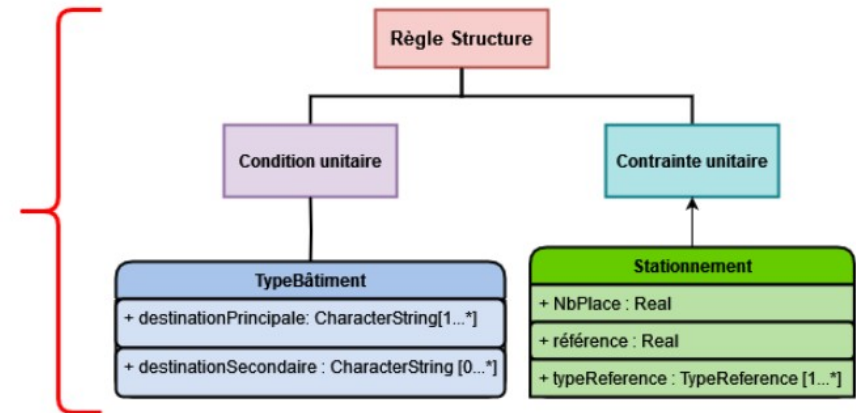 Règle Structure
Condition unitaire
Contrainte unitaire
TypeBâtiment
+ destinationPrincipale: CharacterString[1...*]
+ destinationSecondaire : CharacterString [0...*]
Stationnement
+ NbPlace : Real
+ référence : Real
+ typeReference : TypeReference [1...*]